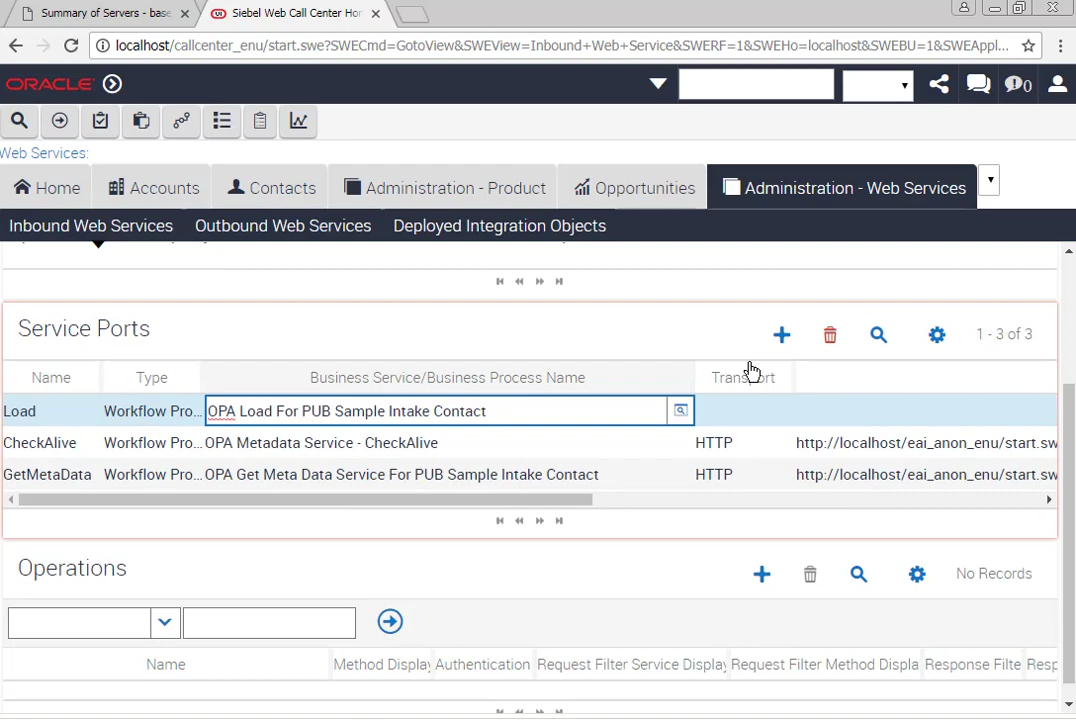 Summary of Servers - base
Siebel Web Call Center Hor
localhost/callcenter_enu/start.swe?SWECmd=GotoView&SWEView=Inbound+Web+Service&SWERF=1&SWEHo=localhost&SWEBU=1&SWEAppl...
ORACLE
0
Web Services:
Home Accounts Contacts Administration - Product Opportunities Administration - Web Services
Inbound Web Services Outbound Web Services Deployed Integration Objects
Service Ports 1 - 3 of 3
Name Type Business Service/Business Process Name Transport
Load Workflow Pro... OPA Load For PUB Sample Intake Contact
CheckAlive Workflow Pro... OPA Metadata Service - CheckAlive HTTP http://localhost/eai_anon_enu/start.sw
GetMetaData Workflow Pro... OPA Get Meta Data Service For PUB Sample Intake Contact HTTP http://localhost/eai_anon_enu/start.sw
Operations No Records
Name Method Display Authentication Request Filter Service Display Request Filter Method Displa Response Filte Resp